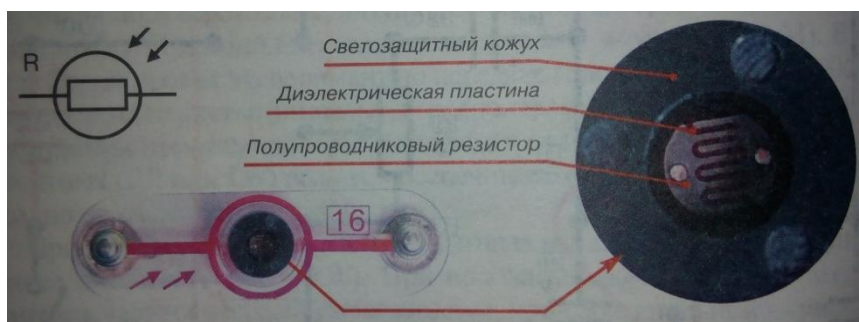 R
Светозащитный кожух
Диэлектрическая пластина
Полупроводниковый резистор
16